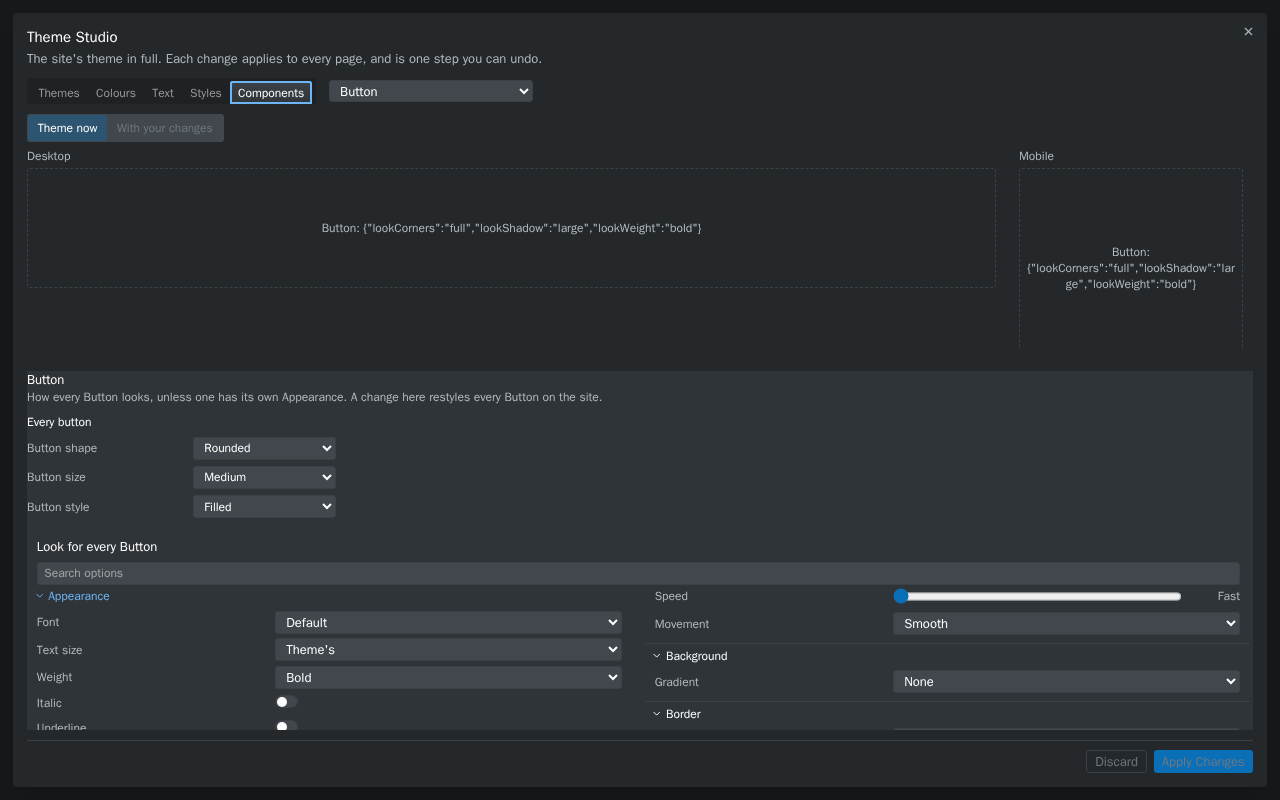 Theme Studio
×
The site's theme in full. Each change applies to every page, and is one step you can undo.
Themes Colours Text Styles Components Button
Theme now With your changes
Desktop Mobile
Button: {"lookCorners":"full","lookShadow":"large","lookWeight":"bold"}
Button:
{"lookCorners":"full","lookShadow":"lar
ge","lookWeight":"bold"}
Button
How every Button looks, unless one has its own Appearance. A change here restyles every Button on the site.
Every button
Button shape Rounded
Button size Medium
Button style Filled
Look for every Button
Search options
Appearance
Font Default
Text size Theme's
Weight Bold
Italic
Underline
Speed Fast
Movement Smooth
Background
Gradient None
Border
Discard Apply Changes